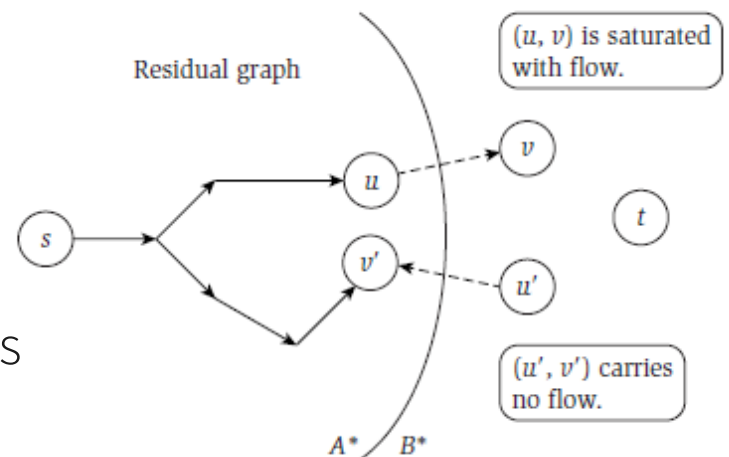 (u, v) is saturated
with flow.
Residual graph
v
u
t
s
v'
u'
S
(u', v') carries
no flow.
A* B*